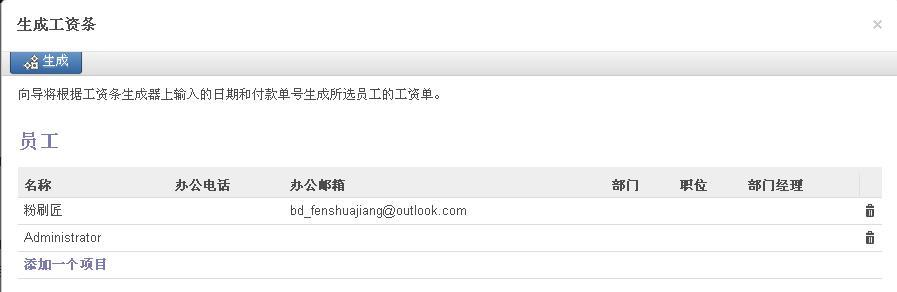 生成工资条
×
生成
向导将根据工资条生成器上输入的日期和付款单号生成所选员工的工资单。
员工
名称 办公电话 办公邮箱 部门 职位 部门经理
粉刷匠 bd_fenshuajiang@outlook.com
Administrator
添加一个项目